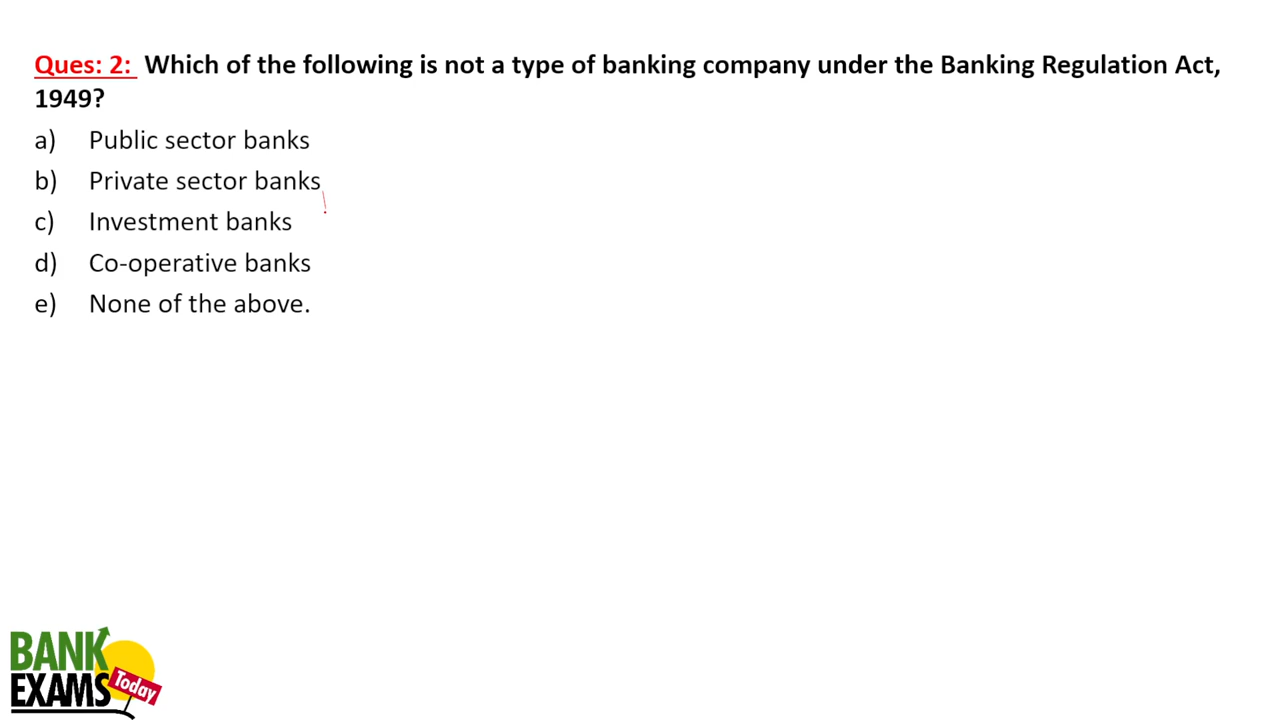 Ques: 2: Which of the following is not a type of banking company under the Banking Regulation Act,
1949?
a) Public sector banks
b) Private sector banks
c) Investment banks
d) Co-operative banks
e) None of the above.
BANK
EXAMS
Today